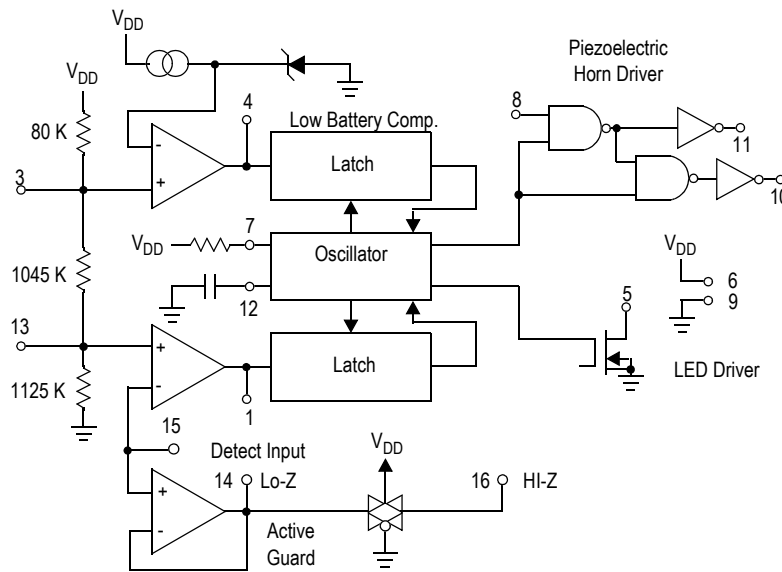 VDD
VDD
80 K
4
Low Battery Comp.
Latch
-
+
3
Piezoelectric
Horn Driver
8
11
10
VDD
7
Oscillator
12
1045 K
VDD
6
9
5
LED Driver
13
1125 K
+
-
Latch
1
15
Detect Input
14 Lo-Z
VDD
16 HI-Z
+
-
Active
Guard